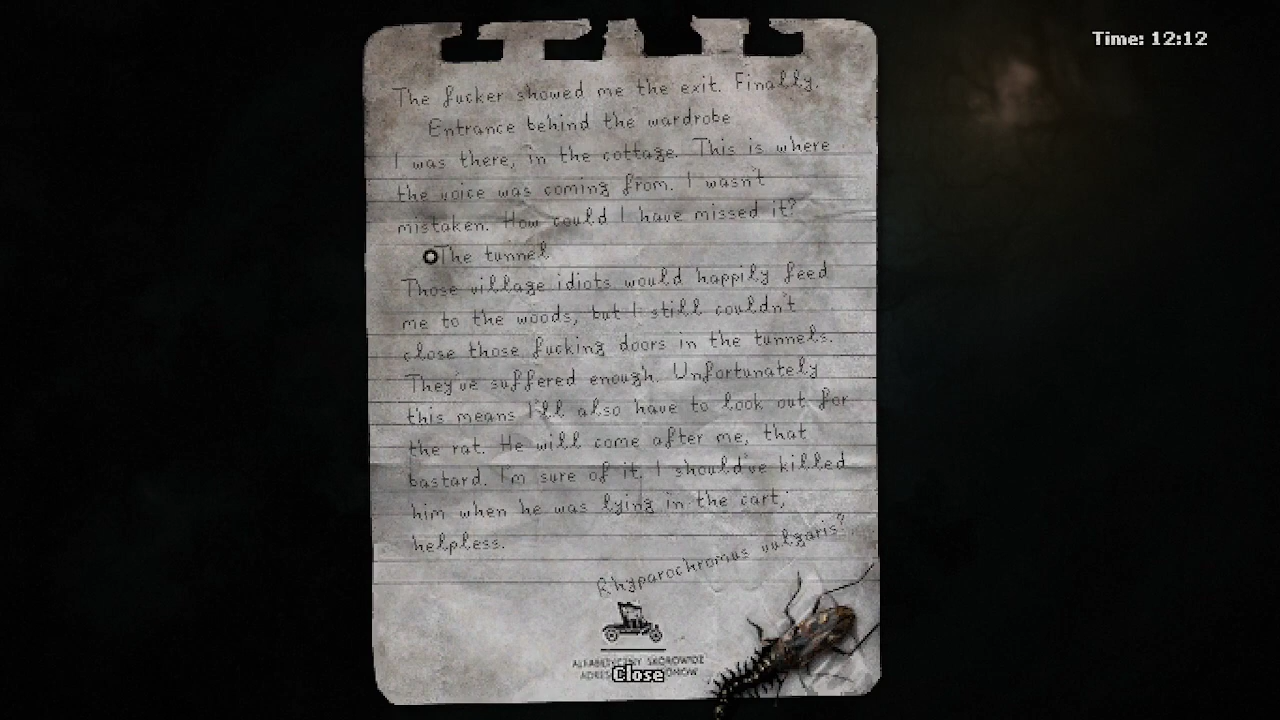 Time: 12:12
The fucker showed me the exit. Finally.
Entrance behind the wardrobe
I was there, in the cottage. This is where
the voice was coming from. I wasn't
mistaken. How could I have missed it?
The tunnel
Those village idiots would happily feed
me to the woods, but I still couldn't
close those fucking doors in the tunnels.
They've suffered enough. Unfortunately
this means I'll also have to look out for
the rat. He will come after me, that
bastard. I'm sure of it. I should've killed
him when he was lying in the cart,
helpless.
Rhyparochromus vulgaris?
ALFABETYCZNY SKOROWIDZ
Close